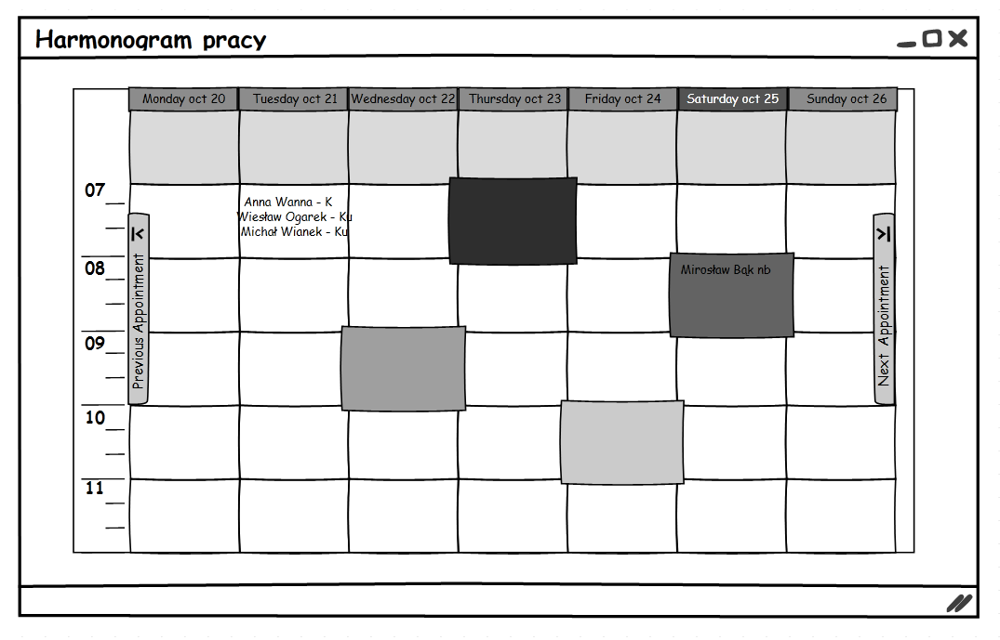 Harmonogram pracy
Monday oct 20
Tuesday oct 21
Wednesday oct 22
Thursday oct 23
Friday oct 24
Saturday oct 25
Sunday oct 26
07
Anna Wanna - K
Wiesław Ogarek - Ku
Michał Wianek - Ku
08
Mirosław Bąk nb
09
10
11
Previous Appointment
Next Appointment